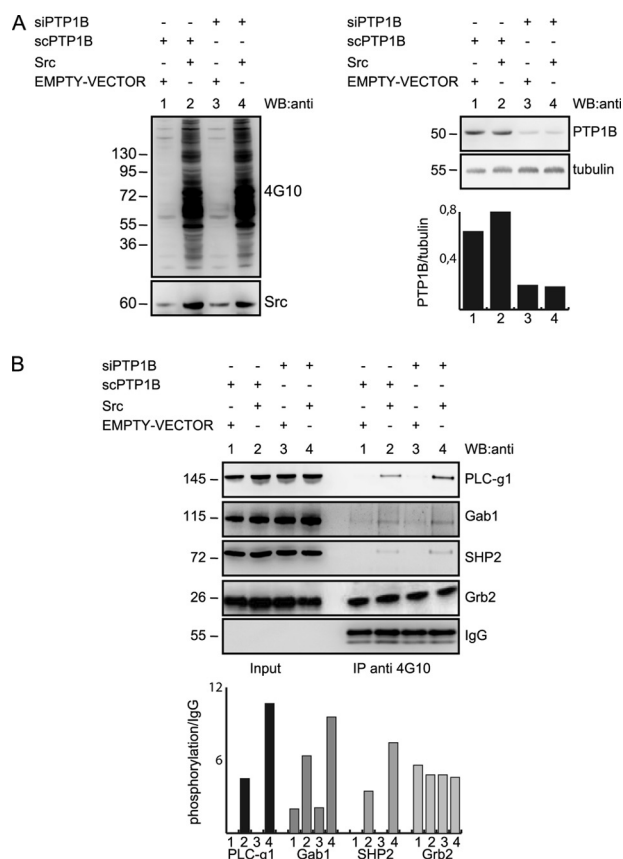 A
siPTP1B - - + +
scPTP1B + + - -
Src - + - +
EMPTY-VECTOR + - + -
1 2 3 4 WB:anti
130
95
72 4G10
55
36
60 Src
siPTP1B - - + +
scPTP1B + + - -
Src - + - +
EMPTY-VECTOR + - + -
1 2 3 4 WB:anti
50 PTP1B
55 tubulin
0,8
0,4
PTP1B/tubulin
1 2 3 4
B
siPTP1B - - + + - - + +
scPTP1B + + - - + + - -
Src - + - + - + - +
EMPTY-VECTOR + - + - + - + -
1 2 3 4 1 2 3 4 WB:anti
145 PLC-g1
115 Gab1
72 SHP2
26 Grb2
55 IgG
Input IP anti 4G10
12
6
phosphorylation/IgG
1 2 3 4 1 2 3 4 1 2 3 4 1 2 3 4
PLC-g1 Gab1 SHP2 Grb2